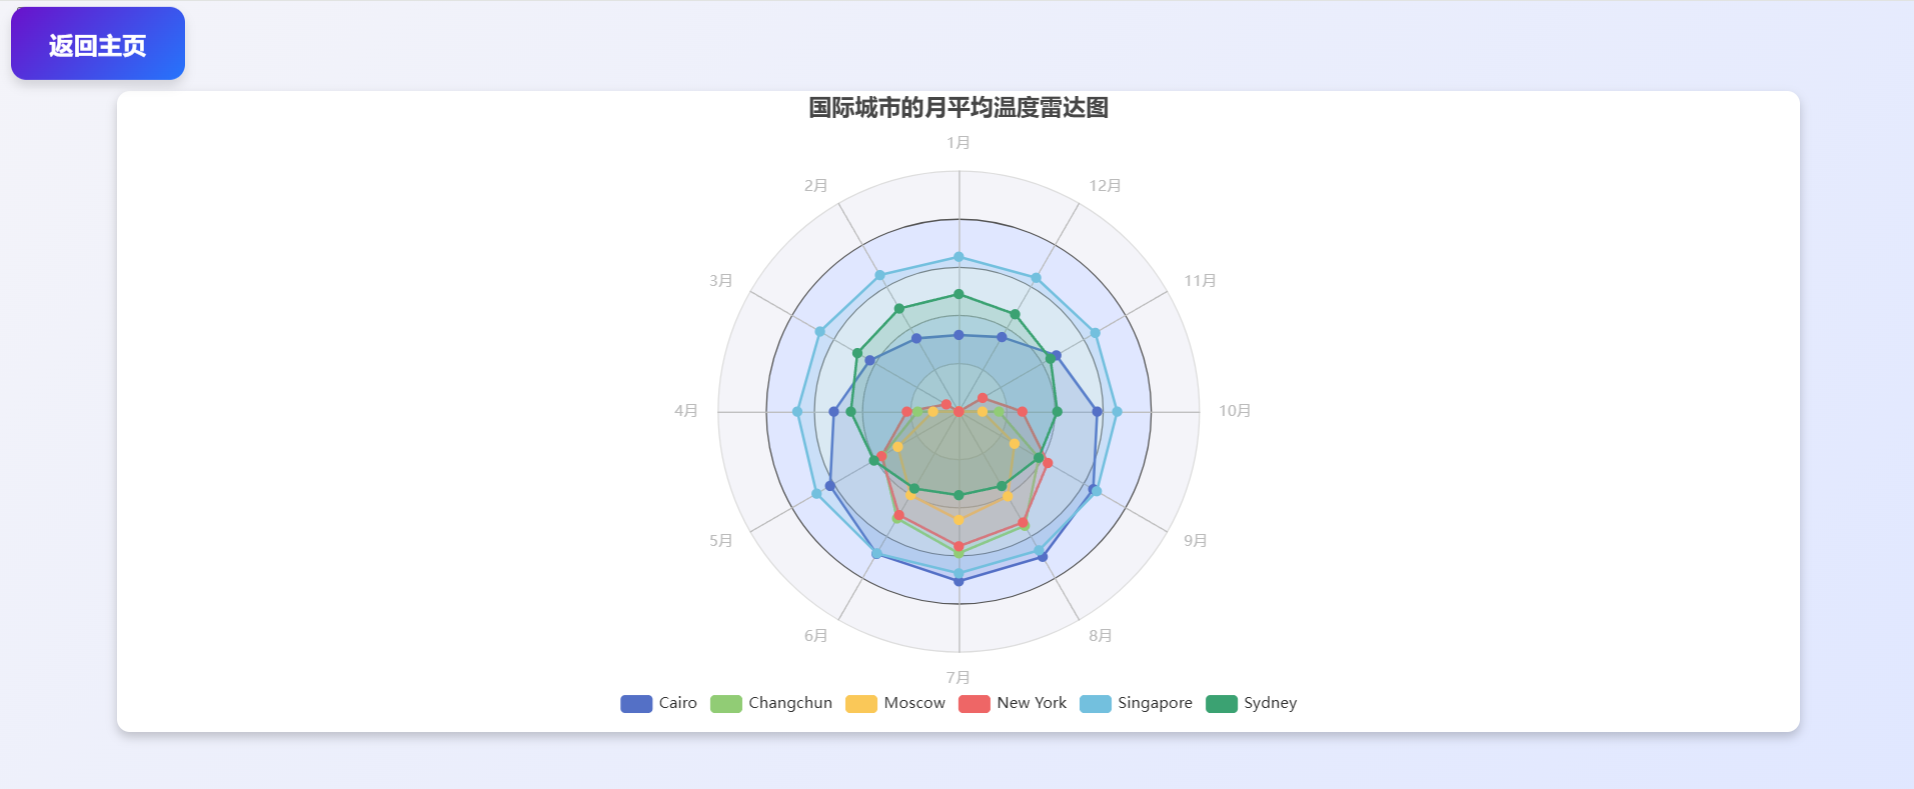 返回主页
国际城市的月平均温度雷达图
1月
2月
12月
3月
11月
4月
10月
5月
9月
6月
8月
7月
Cairo Changchun Moscow New York Singapore Sydney